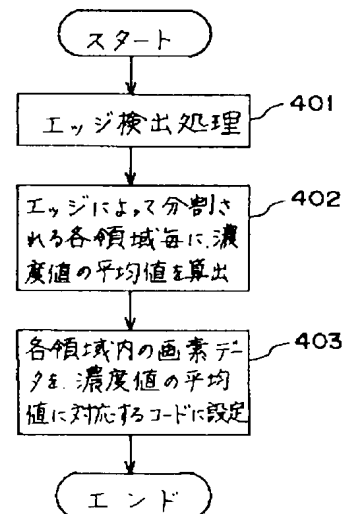 スタート
エッジ検出処理
401
エッジによって分割さ
402
れる各領域毎に、濃
度値の平均値を算出
各領域内の画素デー
403
タを、濃度値の平均
値に対応するコードに設定
エンド